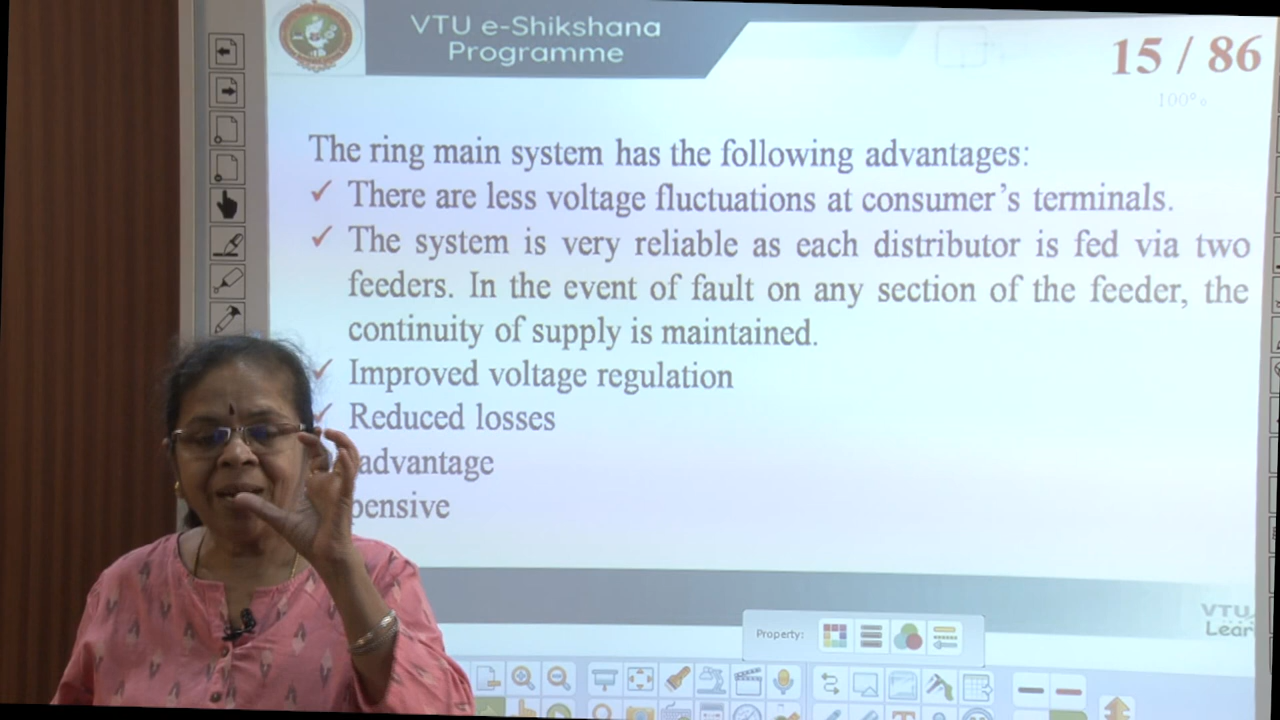 VTU e-Shikshana
Programme
15 / 86
100%
The ring main system has the following advantages:
✓ There are less voltage fluctuations at consumer's terminals.
✓ The system is very reliable as each distributor is fed via two
feeders. In the event of fault on any section of the feeder, the
continuity of supply is maintained.
✓ Improved voltage regulation
✓ Reduced losses
advantage
pensive
VTU
Lear
Property: